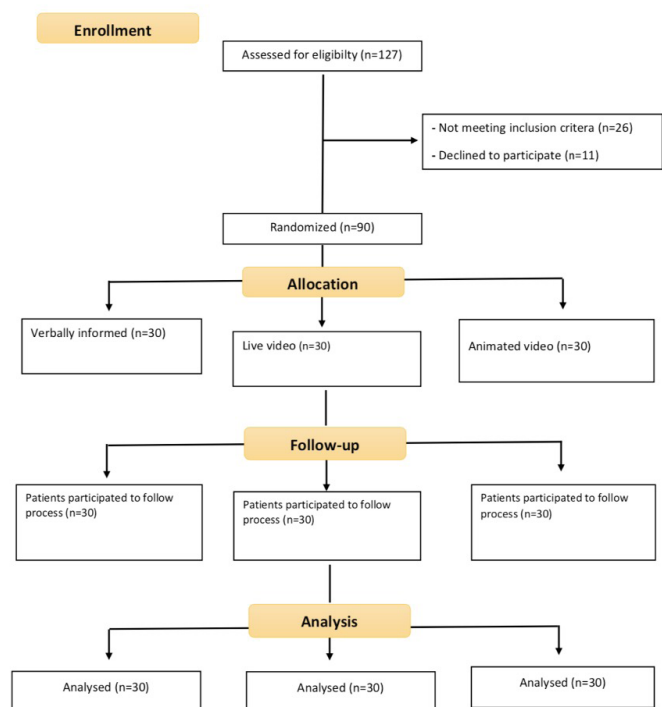 Enrollment
Assessed for eligibilty (n=127)
- Not meeting inclusion critera (n=26)
- Declined to participate (n=11)
Randomized (n=90)
Allocation
Verbally informed (n=30)
Live video (n=30)
Animated video (n=30)
Follow-up
Patients participated to follow
process (n=30)
Patients participated to follow
process (n=30)
Patients participated to follow
process (n=30)
Analysis
Analysed (n=30)
Analysed (n=30)
Analysed (n=30)